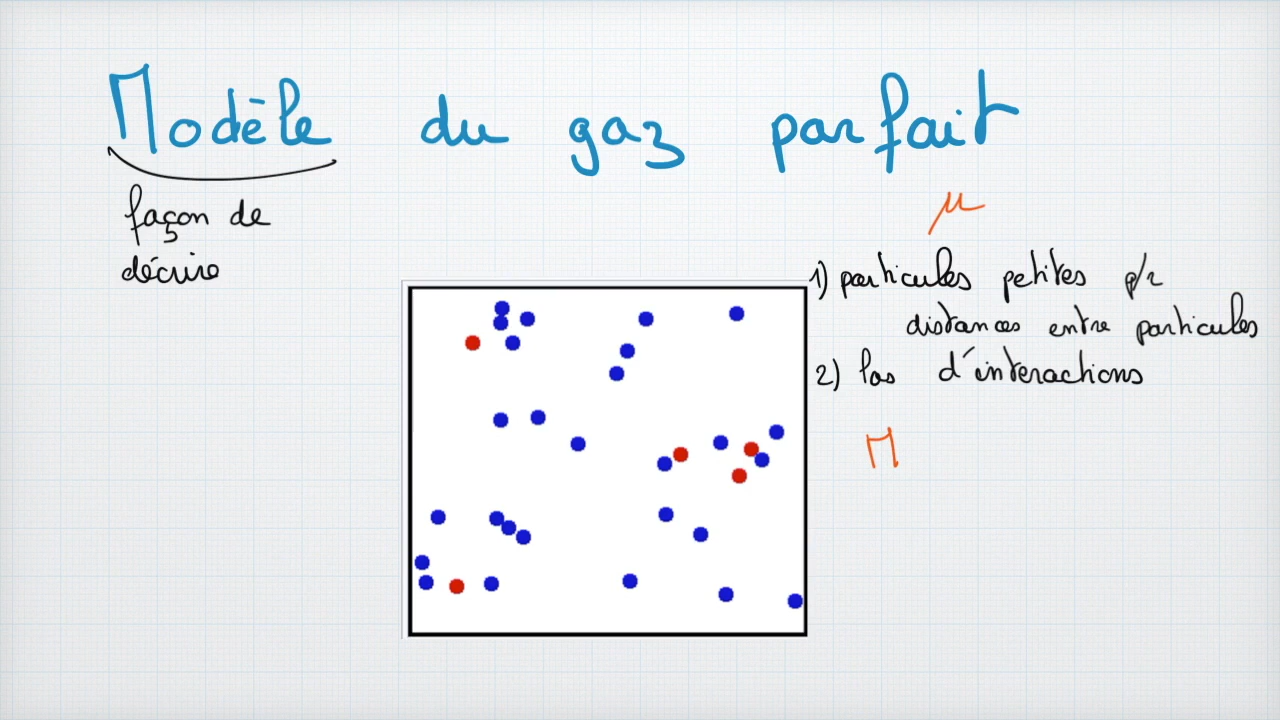 Modèle du gaz parfait
façon de
décrire
μ
1) particules petites p/r
distances entre particules
2) Pas d'interactions
M